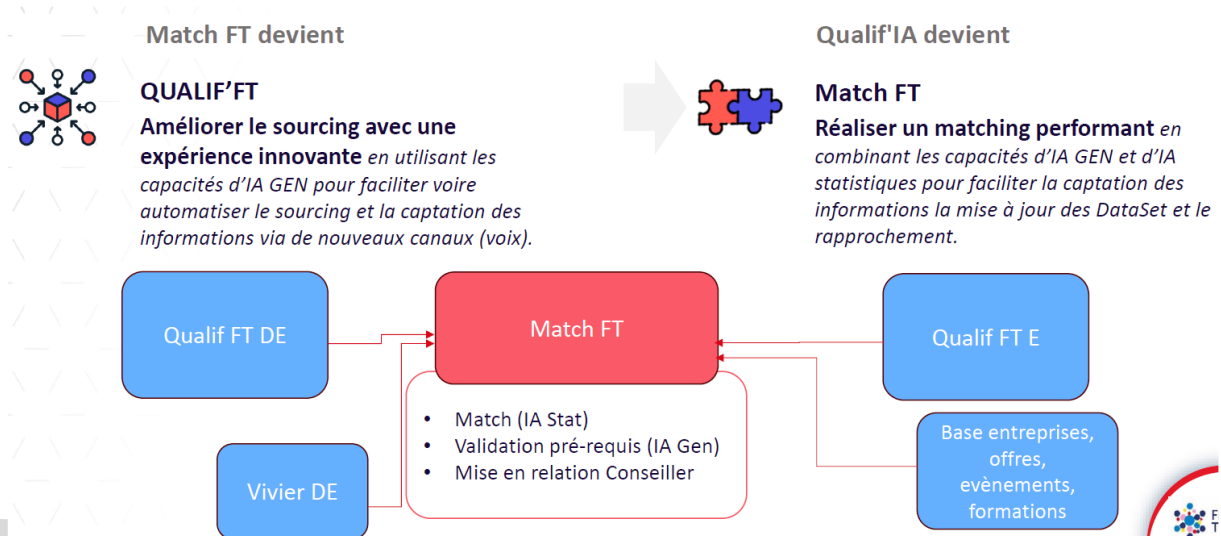 Match FT devient
QUALIF'FT
Améliorer le sourcing avec une
expérience innovante en utilisant les
capacités d'IA GEN pour faciliter voire
automatiser le sourcing et la captation des
informations via de nouveaux canaux (voix).
Qualif'IA devient
Match FT
Réaliser un matching performant en
combinant les capacités d'IA GEN et d'IA
statistiques pour faciliter la captation des
informations la mise à jour des DataSet et le
rapprochement.
Qualif FT DE
Match FT
Qualif FT E
• Match (IA Stat)
• Validation pré-requis (IA Gen)
• Mise en relation Conseiller
Vivier DE
Base entreprises,
offres,
evènements,
formations